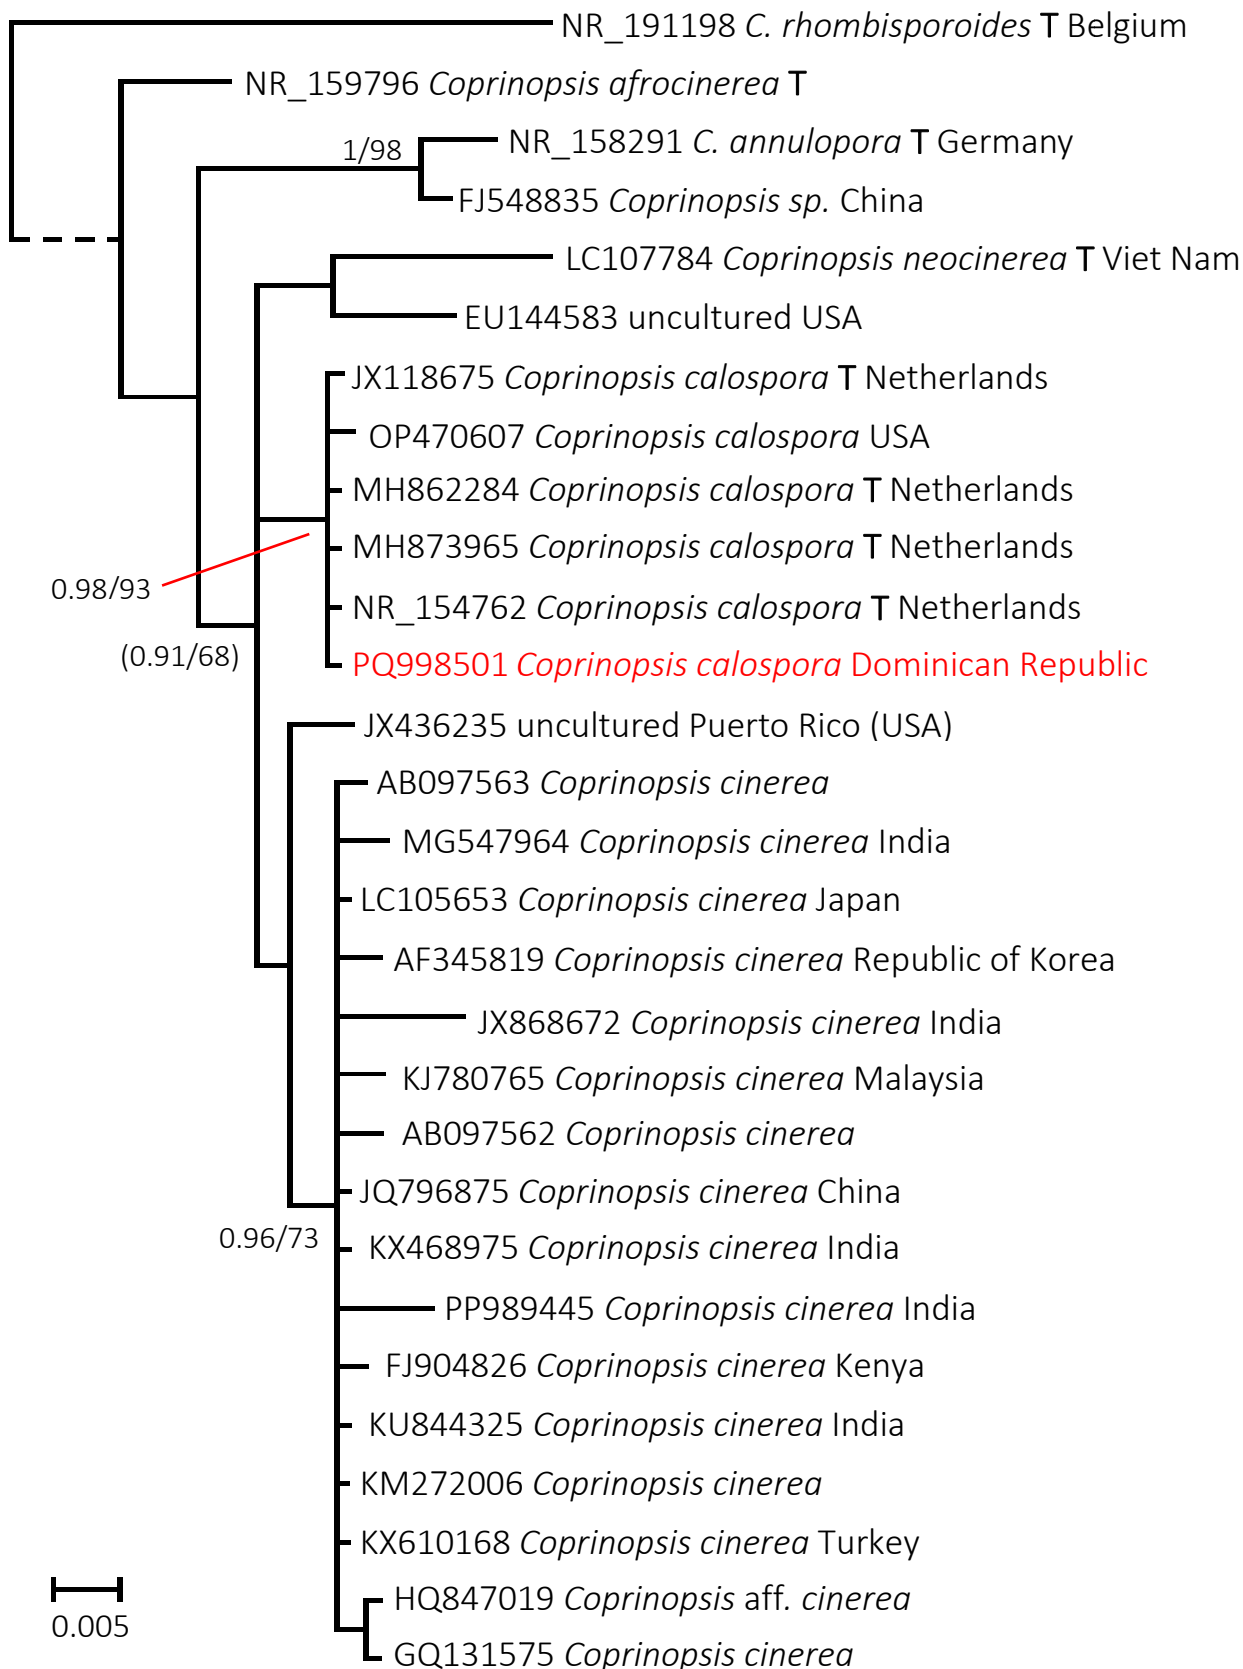 NR_191198 C. rhombisporoides T Belgium
NR_159796 Coprinopsis afrocinerea T
NR_158291 C. annulopora T Germany
1/98
FJ548835 Coprinopsis sp. China
LC107784 Coprinopsis neocinerea T Viet Nam
EU144583 uncultured USA
JX118675 Coprinopsis calospora T Netherlands
OP470607 Coprinopsis calospora USA
MH862284 Coprinopsis calospora T Netherlands
MH873965 Coprinopsis calospora T Netherlands
0.98/93
NR_154762 Coprinopsis calospora T Netherlands
(0.91/68)
PQ998501 Coprinopsis calospora Dominican Republic
JX436235 uncultured Puerto Rico (USA)
AB097563 Coprinopsis cinerea
MG547964 Coprinopsis cinerea India
LC105653 Coprinopsis cinerea Japan
AF345819 Coprinopsis cinerea Republic of Korea
JX868672 Coprinopsis cinerea India
KJ780765 Coprinopsis cinerea Malaysia
AB097562 Coprinopsis cinerea
JQ796875 Coprinopsis cinerea China
0.96/73
KX468975 Coprinopsis cinerea India
PP989445 Coprinopsis cinerea India
FJ904826 Coprinopsis cinerea Kenya
KU844325 Coprinopsis cinerea India
KM272006 Coprinopsis cinerea
KX610168 Coprinopsis cinerea Turkey
HQ847019 Coprinopsis aff. cinerea
0.005
GQ131575 Coprinopsis cinerea